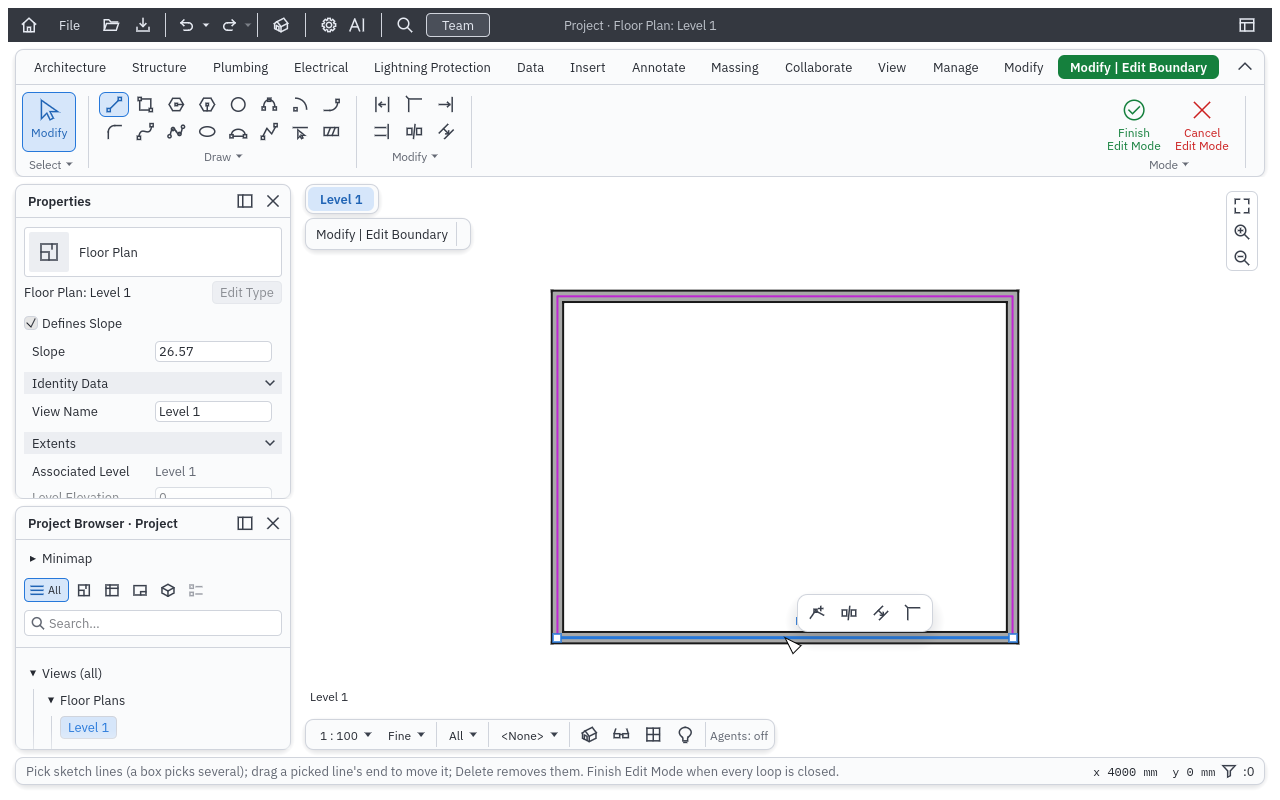 File
Team
Project · Floor Plan: Level 1
Architecture Structure Plumbing Electrical Lightning Protection Data Insert Annotate Massing Collaborate View Manage Modify Modify | Edit Boundary
Modify
Finish Edit Mode
Cancel Edit Mode
Select
Draw
Modify
Mode
Properties
Floor Plan
Floor Plan: Level 1
Edit Type
Defines Slope
Slope 26.57
Identity Data
View Name Level 1
Extents
Associated Level Level 1
Level Elevation 0
Level 1
Modify | Edit Boundary
Project Browser · Project
Minimap
All
Search...
Views (all)
Floor Plans
Level 1
Level 1
1 : 100 Fine All <None> Agents: off
Pick sketch lines (a box picks several); drag a picked line's end to move it; Delete removes them. Finish Edit Mode when every loop is closed.
x 4000 mm y 0 mm :0